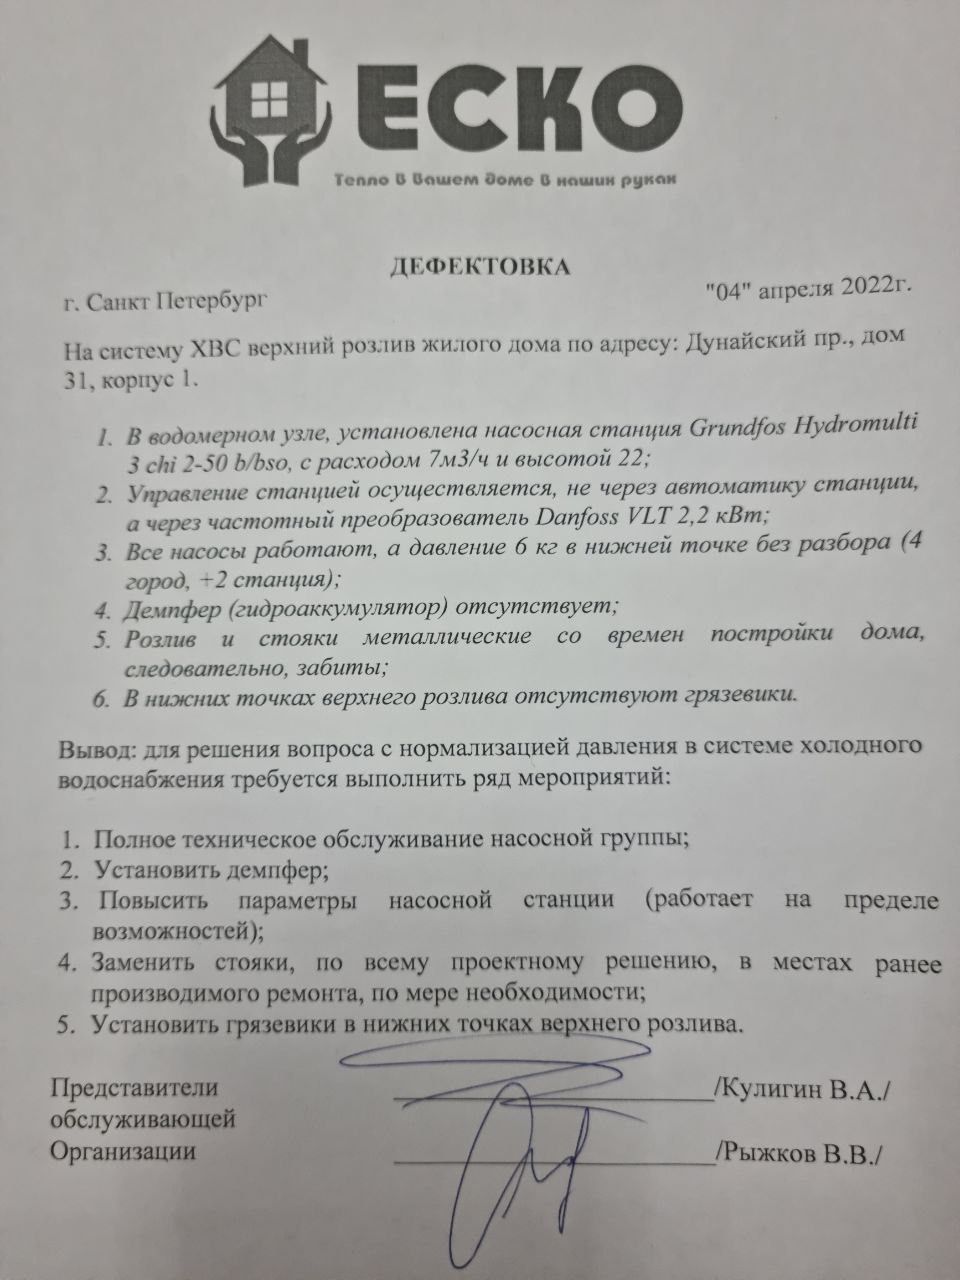 ЕСКО
Тепло в Вашем доме в наших руках
ДЕФЕКТОВКА
г. Санкт Петербург
"04" апреля 2022г.
На систему ХВС верхний розлив жилого дома по адресу: Дунайский пр., дом
31, корпус 1.
1. В водомерном узле, установлена насосная станция Grundfos Hydromulti
3 chi 2-50 b/bso, с расходом 7м3/ч и высотой 22;
2. Управление станцией осуществляется, не через автоматику станции,
а через частотный преобразователь Danfoss VLT 2,2 кВт;
3. Все насосы работают, а давление 6 кг в нижней точке без разбора (4
город, +2 станция);
4. Демпфер (гидроаккумулятор) отсутствует;
5. Розлив и стояки металлические со времен постройки дома,
следовательно, забиты;
6. В нижних точках верхнего розлива отсутствуют грязевики.
Вывод: для решения вопроса с нормализацией давления в системе холодного
водоснабжения требуется выполнить ряд мероприятий:
1. Полное техническое обслуживание насосной группы;
2. Установить демпфер;
3. Повысить параметры насосной станции (работает на пределе
возможностей);
4. Заменить стояки, по всему проектному решению, в местах ранее
производимого ремонта, по мере необходимости;
5. Установить грязевики в нижних точках верхнего розлива.
Представители
/Кулигин В.А./
обслуживающей
Организации
/Рыжков В.В./